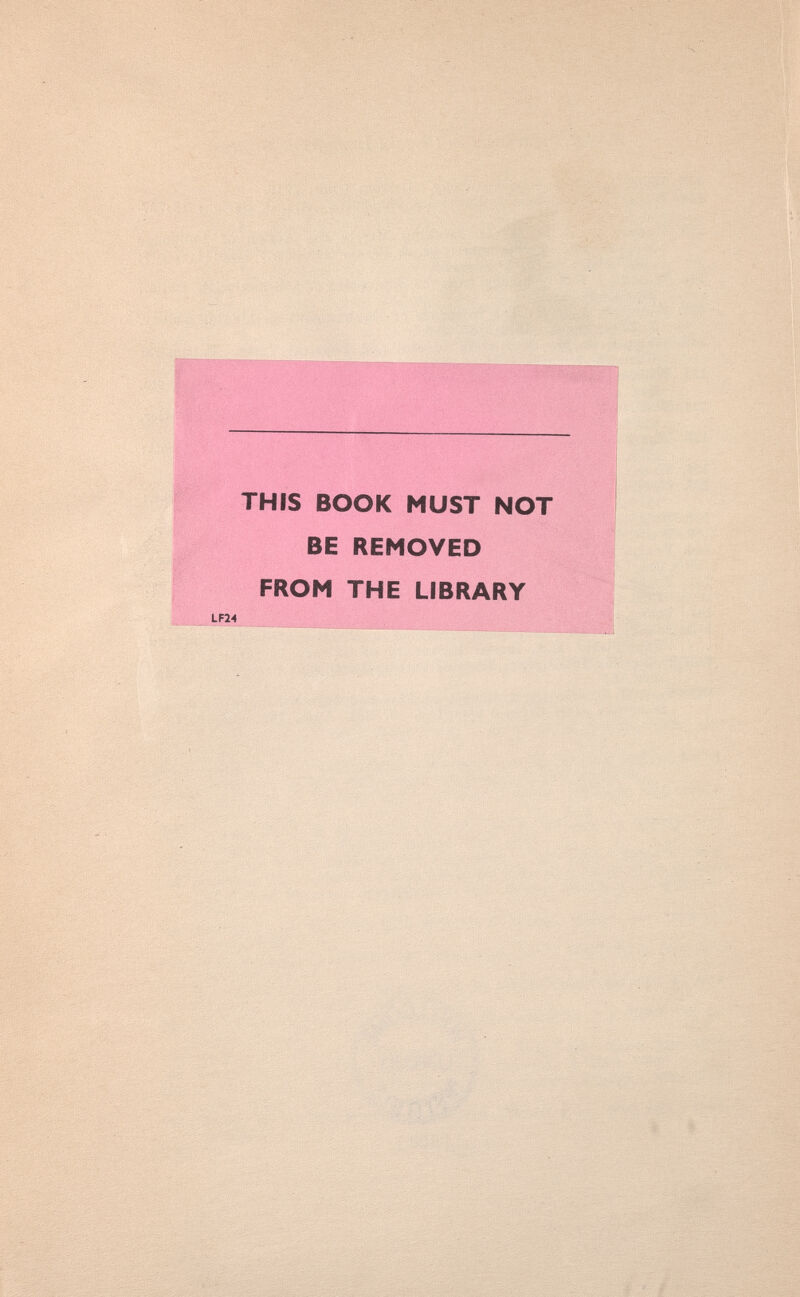 THIS BOOK MUST NOT
BE REMOVED
FROM THE LIBRARY
LF24